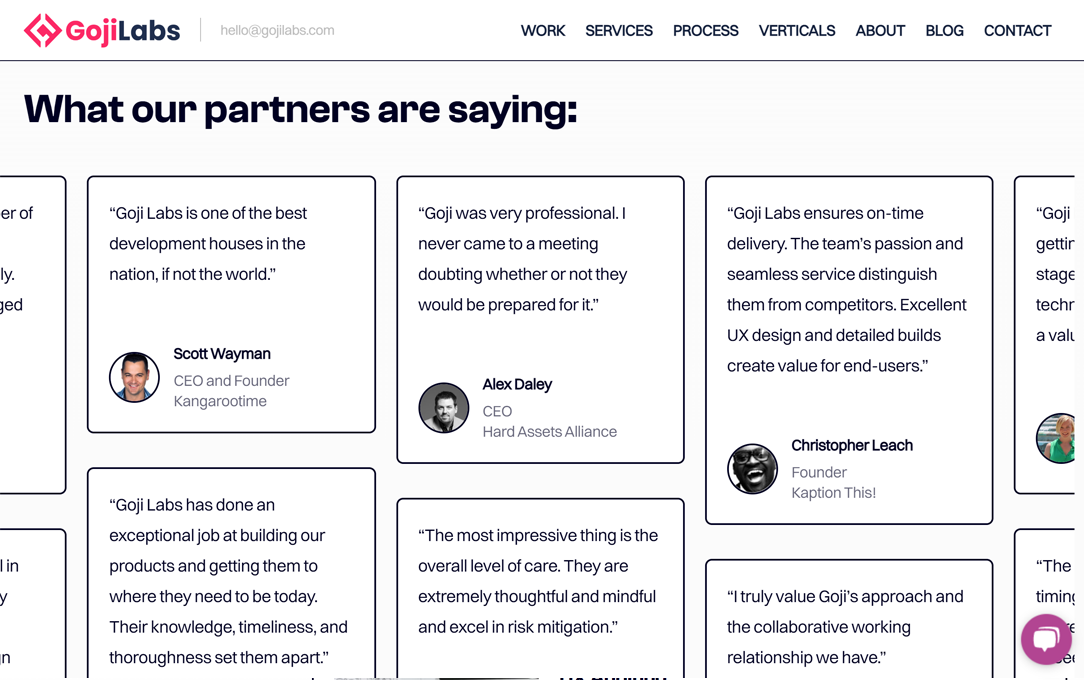 GojiLabs
hello@gojilabs.com
WORK SERVICES PROCESS VERTICALS ABOUT BLOG CONTACT
What our partners are saying:
er of
ly.
ged
“Goji Labs is one of the best
development houses in the
nation, if not the world.”
Scott Wayman
CEO and Founder
Kangarootime
“Goji was very professional. I
never came to a meeting
doubting whether or not they
would be prepared for it.”
Alex Daley
CEO
Hard Assets Alliance
“Goji Labs ensures on-time
delivery. The team’s passion and
seamless service distinguish
them from competitors. Excellent
UX design and detailed builds
create value for end-users.”
Christopher Leach
Founder
Kaption This!
“Goji
gettin
stage
techn
a valu
l in
y
gn
“Goji Labs has done an
exceptional job at building our
products and getting them to
where they need to be today.
Their knowledge, timeliness, and
thoroughness set them apart.”
“The most impressive thing is the
overall level of care. They are
extremely thoughtful and mindful
and excel in risk mitigation.”
“I truly value Goji’s approach and
the collaborative working
relationship we have.”
“The
timing